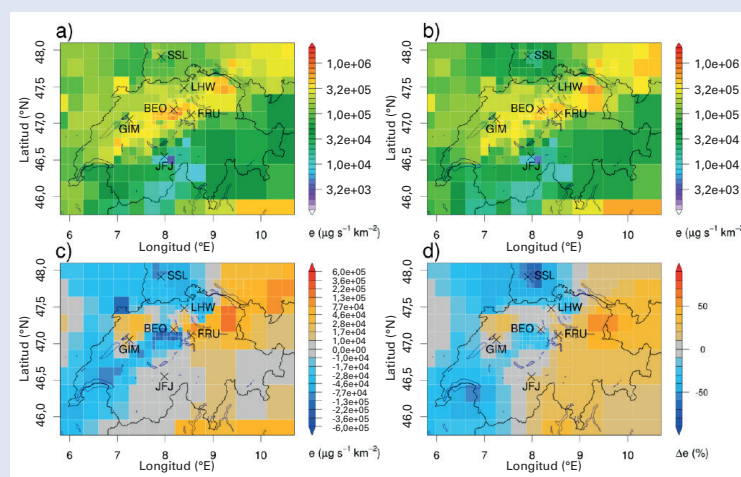 a)
48,0
47,5
47,0
46,5
46,0
Latitud (°N)
SSL
LHW
BEO
FRU
GIM
JFJ
6 7 8 9 10
Longitud (°E)
1,0e+06
3,2e+05
1,0e+05
3,2e+04
1,0e+04
3,2e+03
e (µg s⁻¹ km⁻²)
b)
48,0
47,5
47,0
46,5
46,0
Latitud (°N)
SSL
LHW
BEO
FRU
GIM
JFJ
6 7 8 9 10
Longitud (°E)
1,0e+06
3,2e+05
1,0e+05
3,2e+04
1,0e+04
3,2e+03
e (µg s⁻¹ km⁻²)
c)
48,0
47,5
47,0
46,5
46,0
Latitud (°N)
SSL
LHW
BEO
FRU
GIM
JFJ
6 7 8 9 10
Longitud (°E)
6,0e+05
3,6e+05
2,2e+05
1,3e+05
7,7e+04
4,6e+04
2,8e+04
1,7e+04
1,0e+04
0,0e+00
-1,0e+04
-1,7e+04
-2,8e+04
-4,6e+04
-7,7e+04
-1,3e+05
-2,2e+05
-3,6e+05
-6,0e+05
e (µg s⁻¹ km⁻²)
d)
48,0
47,5
47,0
46,5
46,0
Latitud (°N)
SSL
LHW
BEO
FRU
GIM
JFJ
6 7 8 9 10
Longitud (°E)
50
0
-50
Δe (%)